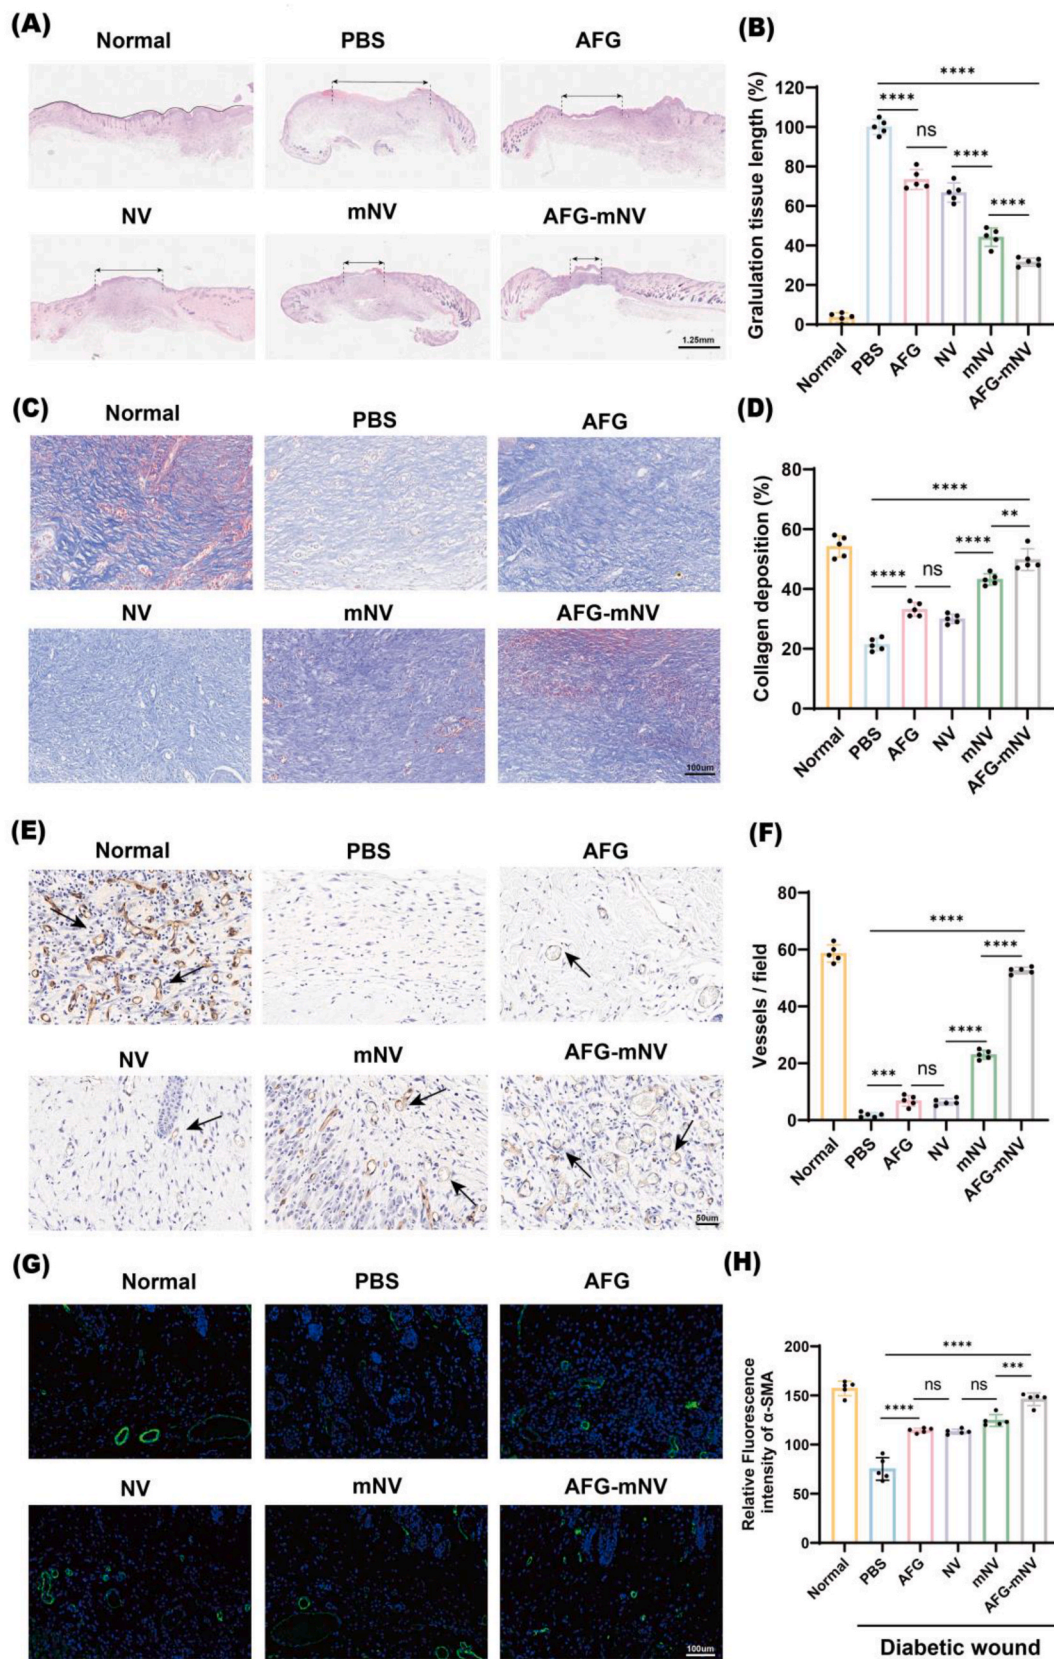 (A)
Normal
PBS
AFG
NV
mNV
AFG-mNV
1.25mm
(B)
Gralulation tissue length (%)
120
100
80
60
40
20
0
****
****
ns
****
****
Normal
PBS
AFG
NV
mNV
AFG-mNV
(C)
Normal
PBS
AFG
NV
mNV
AFG-mNV
100um
(D)
Collagen deposition (%)
80
60
40
20
0
****
**
****
ns
****
Normal
PBS
AFG
NV
mNV
AFG-mNV
(E)
Normal
PBS
AFG
NV
mNV
AFG-mNV
50um
(F)
Vessels / field
80
60
40
20
0
****
****
****
ns
***
Normal
PBS
AFG
NV
mNV
AFG-mNV
(G)
Normal
PBS
AFG
NV
mNV
AFG-mNV
100um
(H)
Relative Fluorescence
intensity of α-SMA
200
150
100
50
0
****
***
ns
ns
****
Normal
PBS
AFG
NV
mNV
AFG-mNV
Diabetic wound